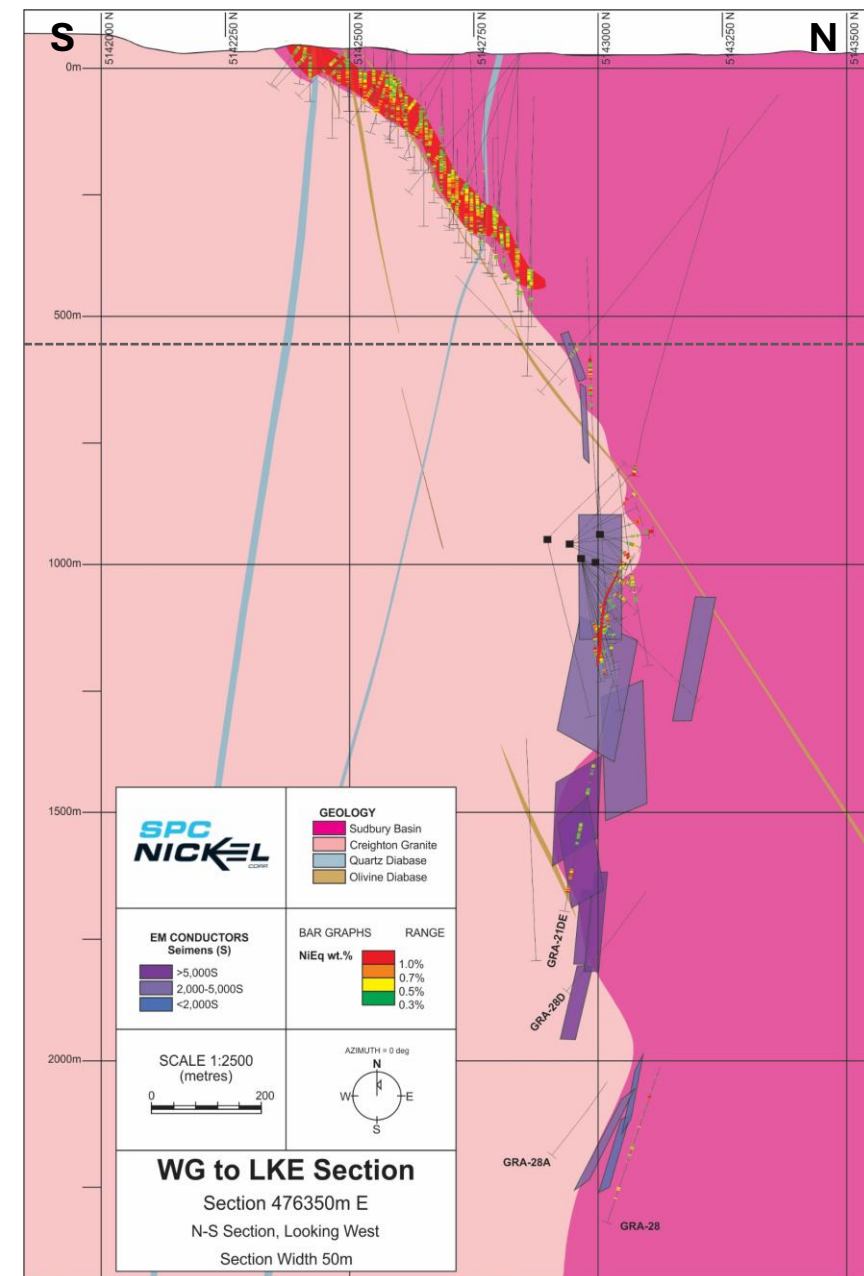 S
N
5142000 N
5142250 N
5142500 N
5142750 N
5143000 N
5143250 N
5143500 N
0m
500m
1000m
1500m
2000m
SPC
NICKEL
CORP.
GEOLOGY
Sudbury Basin
Creighton Granite
Quartz Diabase
Olivine Diabase
EM CONDUCTORS
Seimens (S)
>5,000S
2,000-5,000S
<2,000S
BAR GRAPHS RANGE
NiEq wt.%
1.0%
0.7%
0.5%
0.3%
SCALE 1:2500
(metres)
0 200
AZIMUTH = 0 deg
N
W E
S
WG to LKE Section
Section 476350m E
N-S Section, Looking West
Section Width 50m
GRA-21DE
GRA-28D
GRA-28A
GRA-28